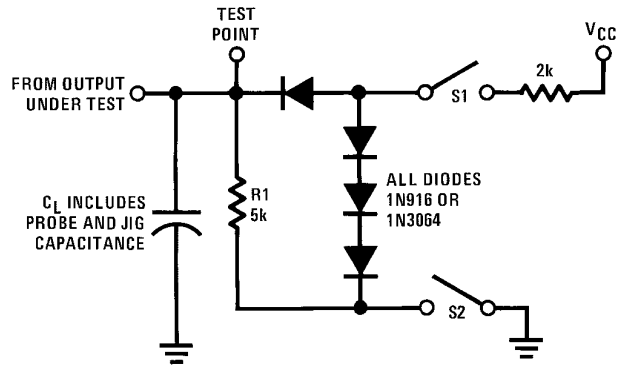 TEST
POINT
VCC
FROM OUTPUT
UNDER TEST
S1
2k
CL INCLUDES
PROBE AND JIG
CAPACITANCE
R1
5k
ALL DIODES
1N916 OR
1N3064
S2